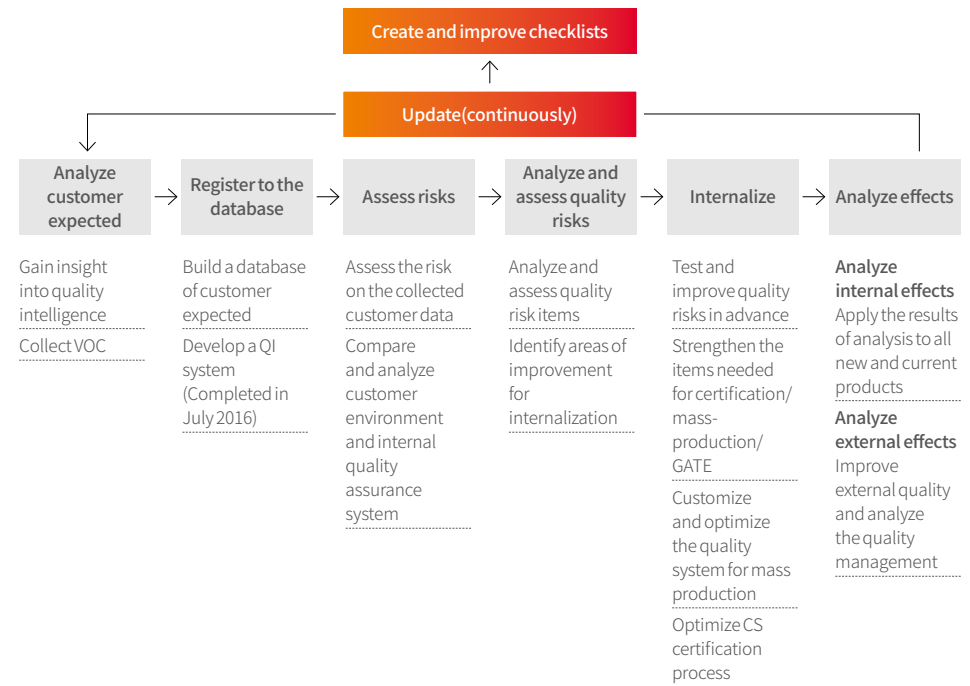 Create and improve checklists
Update(continuously)
Analyze
customer
expected
Register to the
database
Assess risks
Analyze and
assess quality
risks
Internalize
Analyze effects
Gain insight
into quality
intelligence
Collect VOC
Build a database
of customer
expected
Develop a QI
system
(Completed in
July 2016)
Assess the risk
on the collected
customer data
Compare
and analyze
customer
environment
and internal
quality
assurance
system
Analyze and
assess quality
risk items
Identify areas of
improvement
for
internalization
Test and
improve quality
risks in advance
Strengthen the
items needed
for certification/
mass-
production/
GATE
Customize
and optimize
the quality
system for mass
production
Optimize CS
certification
process
Analyze
internal effects
Apply the results
of analysis to all
new and current
products
Analyze
external effects
Improve
external quality
and analyze
the quality
management